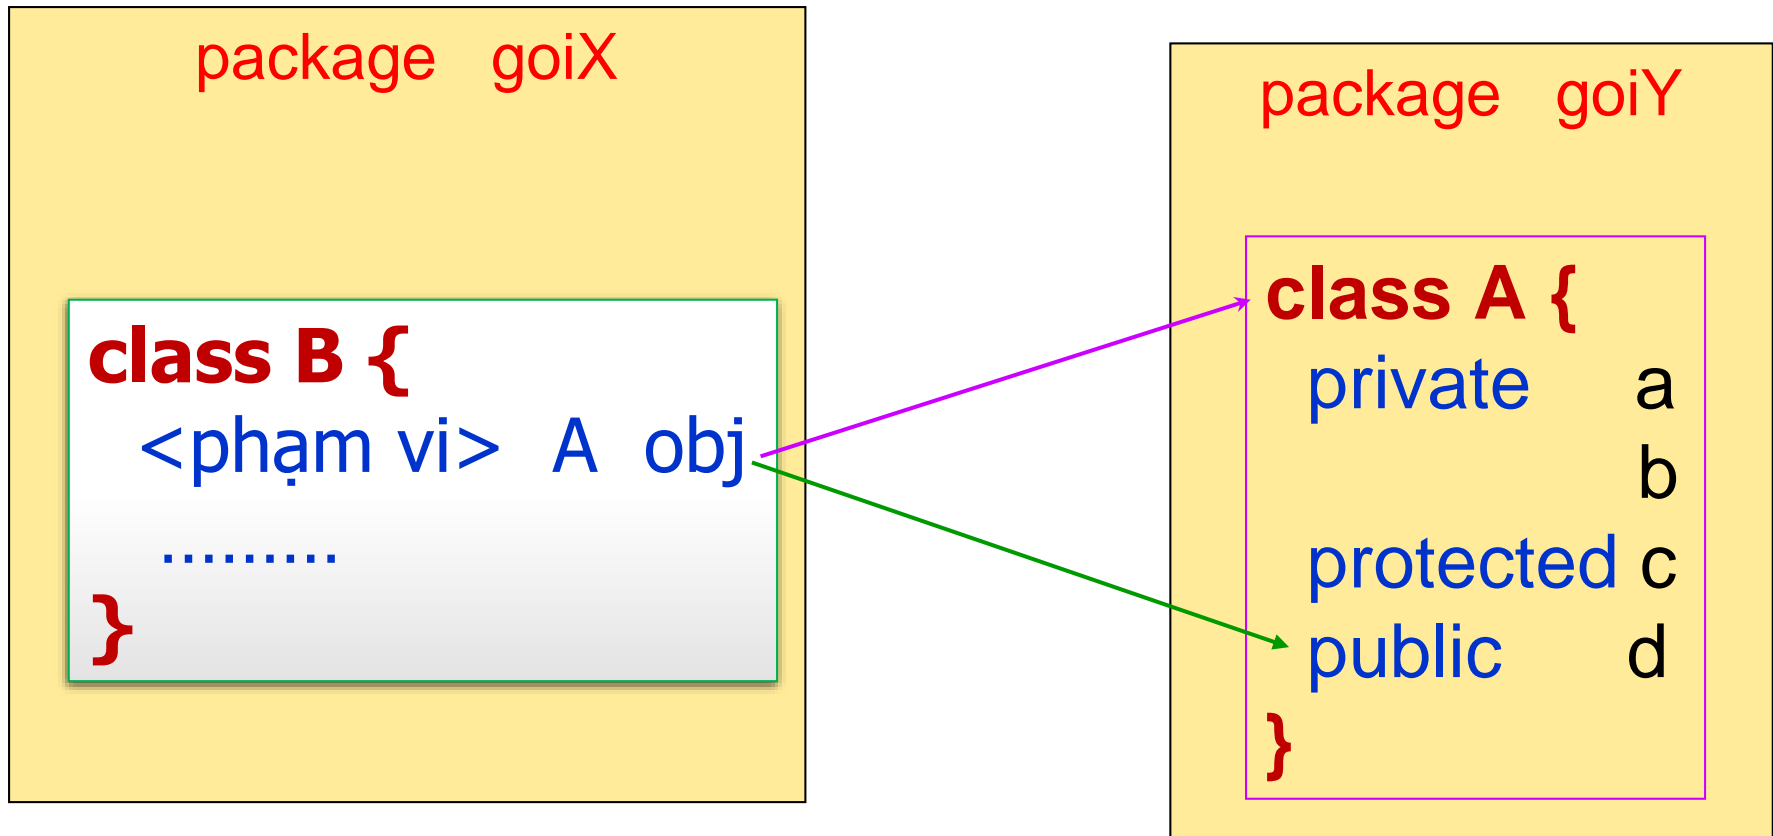 package goiX
class B {
<phạm vi> A obj
.........
}
package goiY
class A {
private a
b
protected c
public d
}